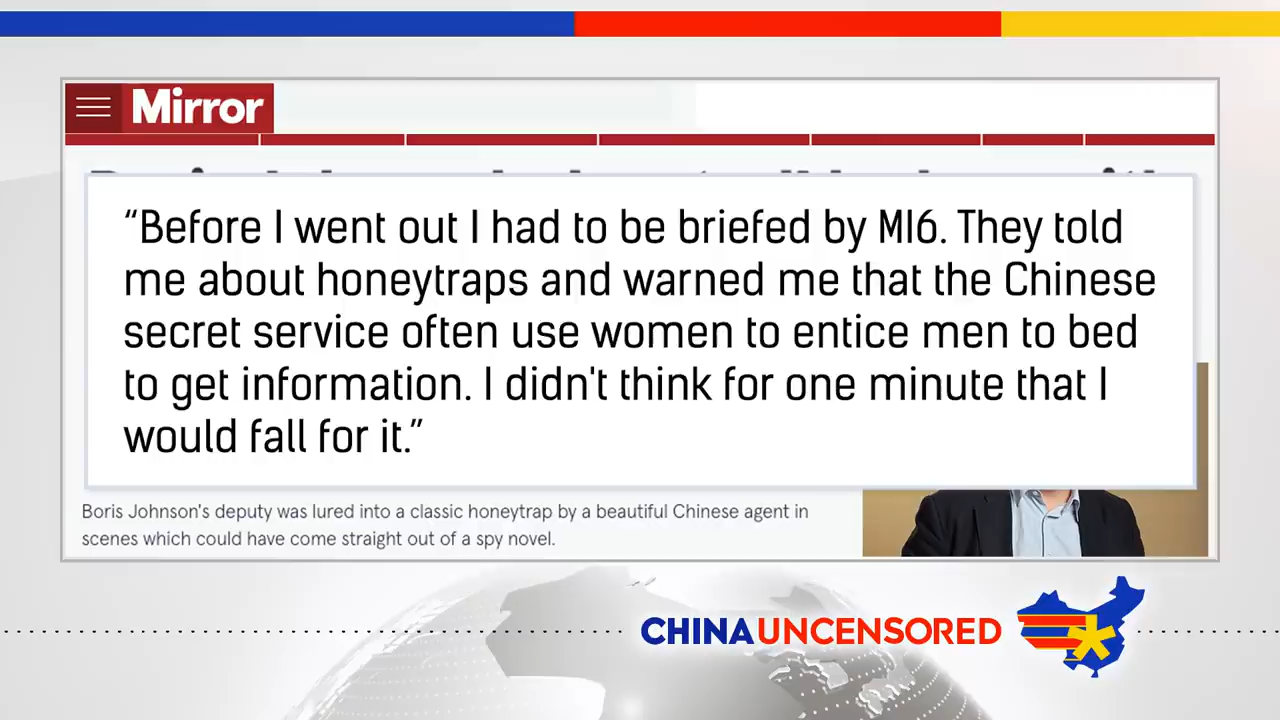 Mirror
“Before I went out I had to be briefed by MI6. They told
me about honeytraps and warned me that the Chinese
secret service often use women to entice men to bed
to get information. I didn't think for one minute that I
would fall for it.”
Boris Johnson's deputy was lured into a classic honeytrap by a beautiful Chinese agent in
scenes which could have come straight out of a spy novel.
CHINAUNCENSORED